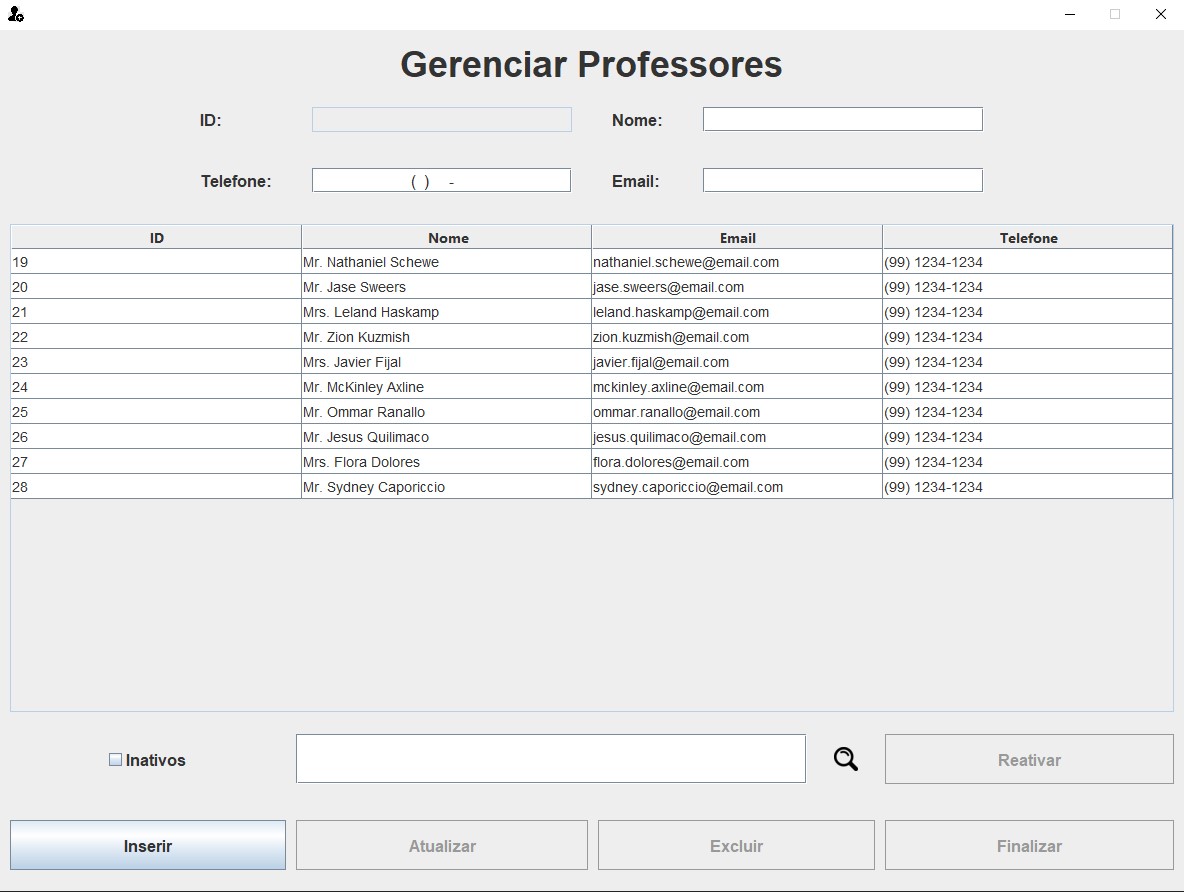 Gerenciar Professores
ID: Nome:
Telefone: ( ) - Email:
ID Nome Email Telefone
19 Mr. Nathaniel Schewe nathaniel.schewe@email.com (99) 1234-1234
20 Mr. Jase Sweers jase.sweers@email.com (99) 1234-1234
21 Mrs. Leland Haskamp leland.haskamp@email.com (99) 1234-1234
22 Mr. Zion Kuzmish zion.kuzmish@email.com (99) 1234-1234
23 Mrs. Javier Fijal javier.fijal@email.com (99) 1234-1234
24 Mr. McKinley Axline mckinley.axline@email.com (99) 1234-1234
25 Mr. Ommar Ranallo ommar.ranallo@email.com (99) 1234-1234
26 Mr. Jesus Quilimaco jesus.quilimaco@email.com (99) 1234-1234
27 Mrs. Flora Dolores flora.dolores@email.com (99) 1234-1234
28 Mr. Sydney Caporiccio sydney.caporiccio@email.com (99) 1234-1234
Inativos Reativar
Inserir Atualizar Excluir Finalizar